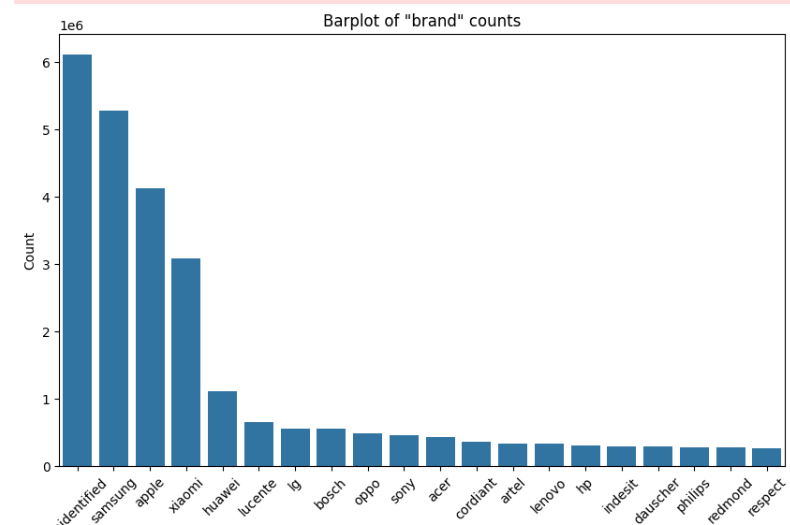 Barplot of "brand" counts
1e6
6
5
4
3
2
1
0
Count
identified
samsung
apple
xiaomi
huawei
lucente
lg
bosch
oppo
sony
acer
cordiant
artel
lenovo
hp
indesit
dauscher
philips
redmond
respect